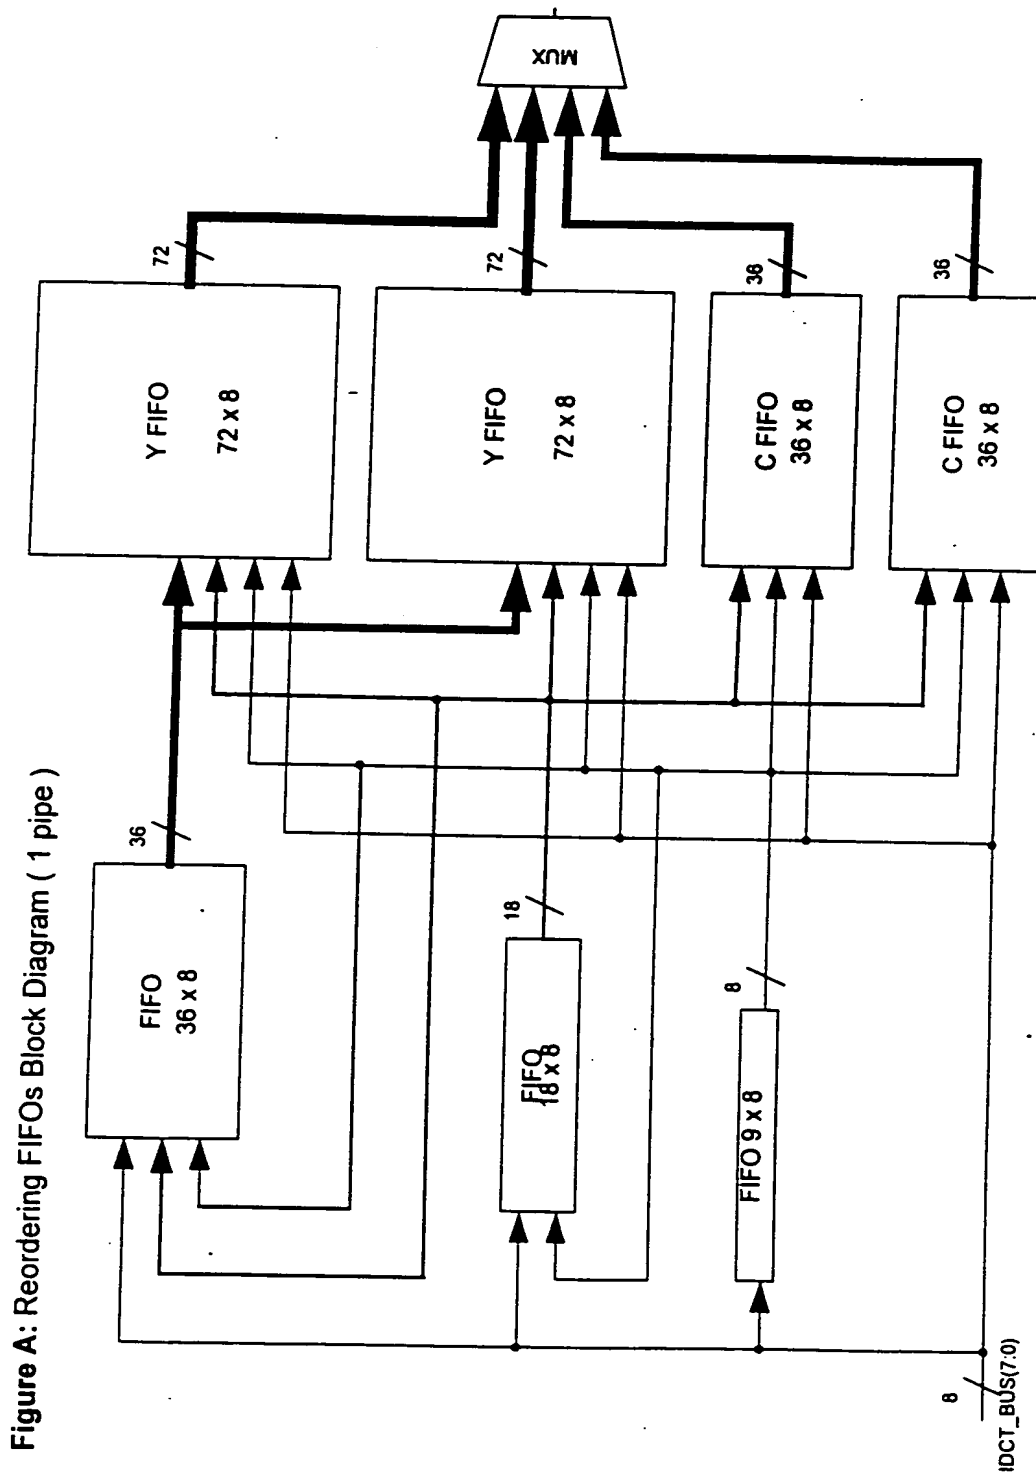 Figure A: Reordering FIFOs Block Diagram ( 1 pipe )
IDCT_BUS(7:0)
8
FIFO
36 x 8
36
FIFO
18 x 8
18
FIFO 9 x 8
8
Y FIFO
72 x 8
72
Y FIFO
72 x 8
72
C FIFO
36 x 8
36
C FIFO
36 x 8
36
MUX